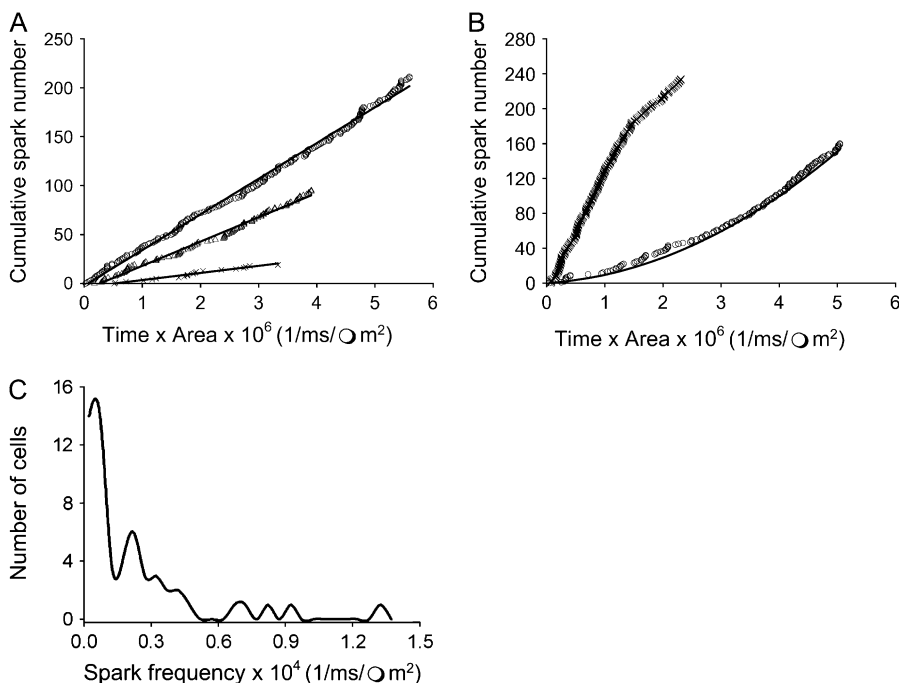 A
250
200
150
100
50
0
0 1 2 3 4 5 6
Cumulative spark number
Time x Area x 10⁶ (1/ms/❍m²)
B
280
240
200
160
120
80
40
0
0 1 2 3 4 5 6
Cumulative spark number
Time x Area x 10⁶ (1/ms/❍m²)
C
16
12
8
4
0
0.0 0.3 0.6 0.9 1.2 1.5
Number of cells
Spark frequency x 10⁴ (1/ms/❍m²)